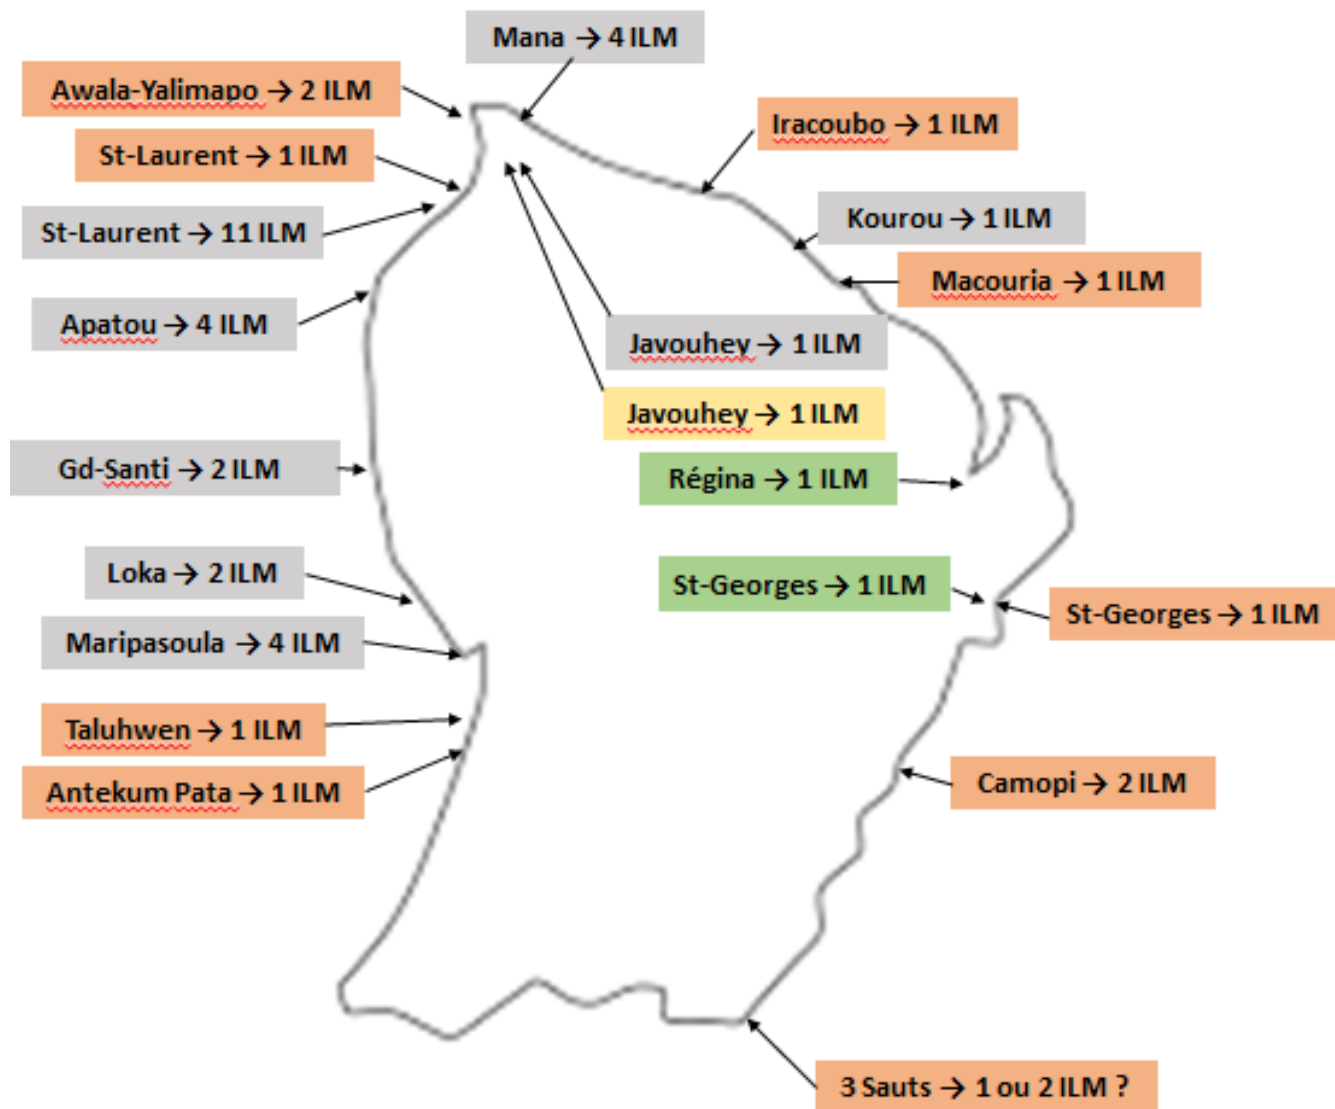 Mana → 4 ILM
Awala-Yalimapo → 2 ILM
Iracoubo → 1 ILM
St-Laurent → 1 ILM
St-Laurent → 11 ILM
Kourou → 1 ILM
Macouria → 1 ILM
Apatou → 4 ILM
Javouhey → 1 ILM
Javouhey → 1 ILM
Gd-Santi → 2 ILM
Régina → 1 ILM
Loka → 2 ILM
St-Georges → 1 ILM
St-Georges → 1 ILM
Maripasoula → 4 ILM
Taluhwen → 1 ILM
Antekum Pata → 1 ILM
Camopi → 2 ILM
3 Sauts → 1 ou 2 ILM ?